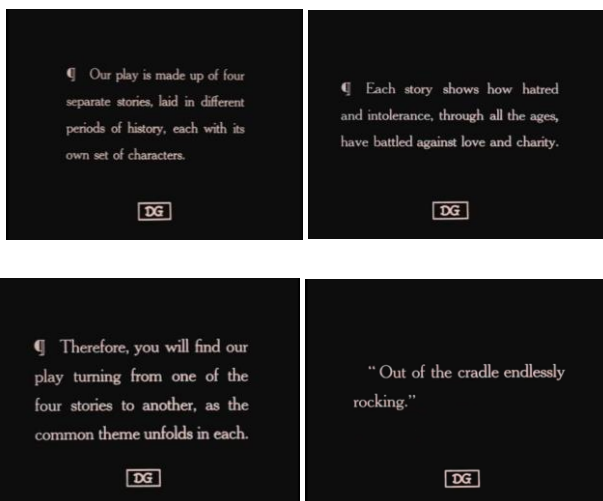 ¶ Our play is made up of four
separate stories, laid in different
periods of history, each with its
own set of characters.
DG
¶ Each story shows how hatred
and intolerance, through all the ages,
have battled against love and charity.
DG
¶ Therefore, you will find our
play turning from one of the
four stories to another, as the
common theme unfolds in each.
DG
“ Out of the cradle endlessly
rocking.”
DG